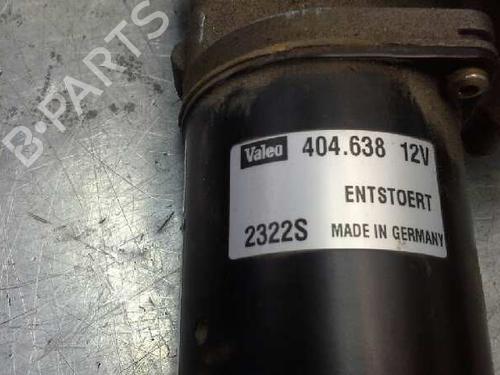 B-PARTS
Valeo 404.638 12V
ENTSTOERT
2322S MADE IN GERMANY